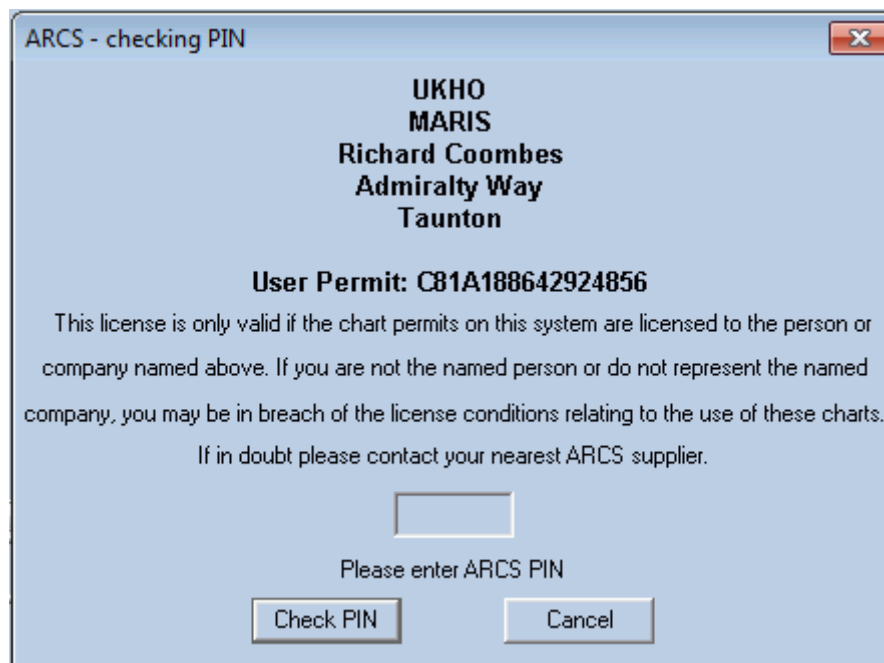 ARCS - checking PIN
UKHO
MARIS
Richard Coombes
Admiralty Way
Taunton
User Permit: C81A188642924856
This license is only valid if the chart permits on this system are licensed to the person or
company named above. If you are not the named person or do not represent the named
company, you may be in breach of the license conditions relating to the use of these charts.
If in doubt please contact your nearest ARCS supplier.
Please enter ARCS PIN
Check PIN
Cancel